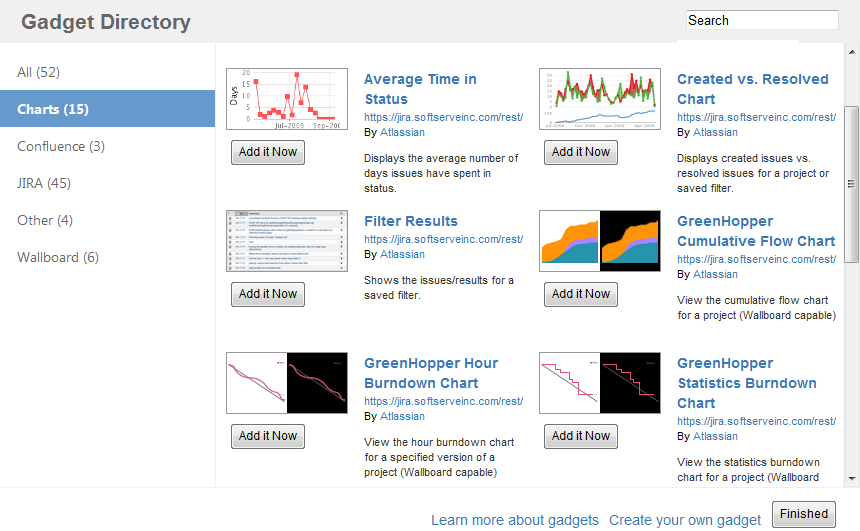 Gadget Directory
Search
All (52)
Charts (15)
Confluence (3)
JIRA (45)
Other (4)
Wallboard (6)
Days
20
15
10
5
0
Jul-2009 Sep-200
Add it Now
Average Time in
Status
https://jira.softserveinc.com/rest/
By Atlassian
Displays the average number of
days issues have spent in
status.
Add it Now
Created vs. Resolved
Chart
https://jira.softserveinc.com/rest/
By Atlassian
Displays created issues vs.
resolved issues for a project or
saved filter.
Add it Now
Filter Results
https://jira.softserveinc.com/rest/
By Atlassian
Shows the issues/results for a
saved filter.
Add it Now
GreenHopper
Cumulative Flow Chart
https://jira.softserveinc.com/rest/
By Atlassian
View the cumulative flow chart
for a project (Wallboard capable)
Add it Now
GreenHopper Hour
Burndown Chart
https://jira.softserveinc.com/rest/
By Atlassian
View the hour burndown chart
for a specified version of a
project (Wallboard capable)
Add it Now
GreenHopper
Statistics Burndown
Chart
https://jira.softserveinc.com/rest/
By Atlassian
View the statistics burndown
chart for a project (Wallboard
Learn more about gadgets Create your own gadget Finished